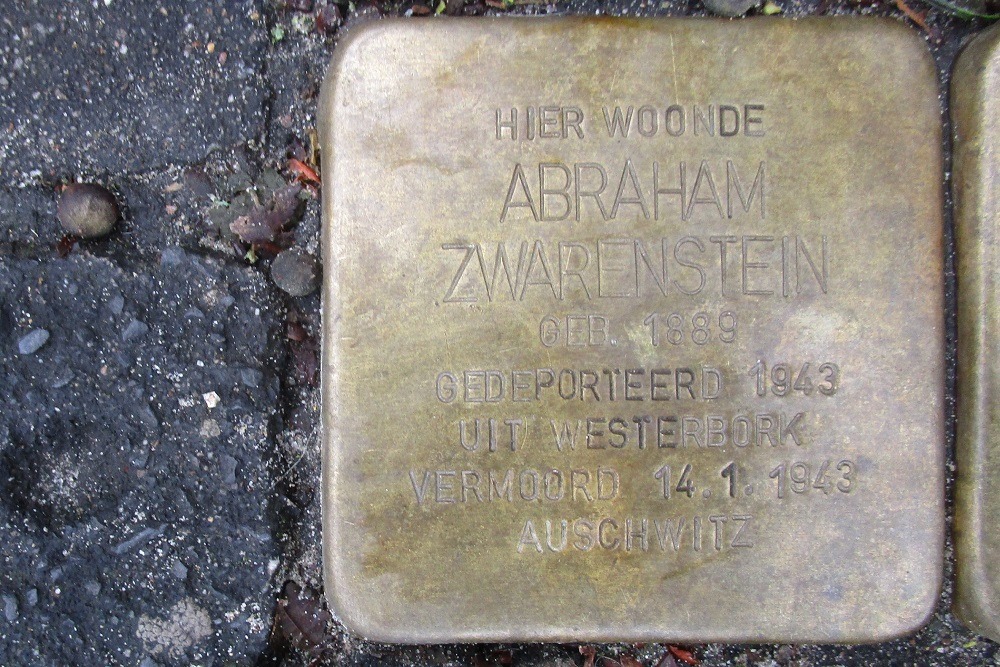 HIER WOONDE
ABRAHAM
ZWARENSTEIN
GEB. 1889
GEDEPORTEERD 1943
UIT WESTERBORK
VERMOORD 14.1.1943
AUSCHWITZ